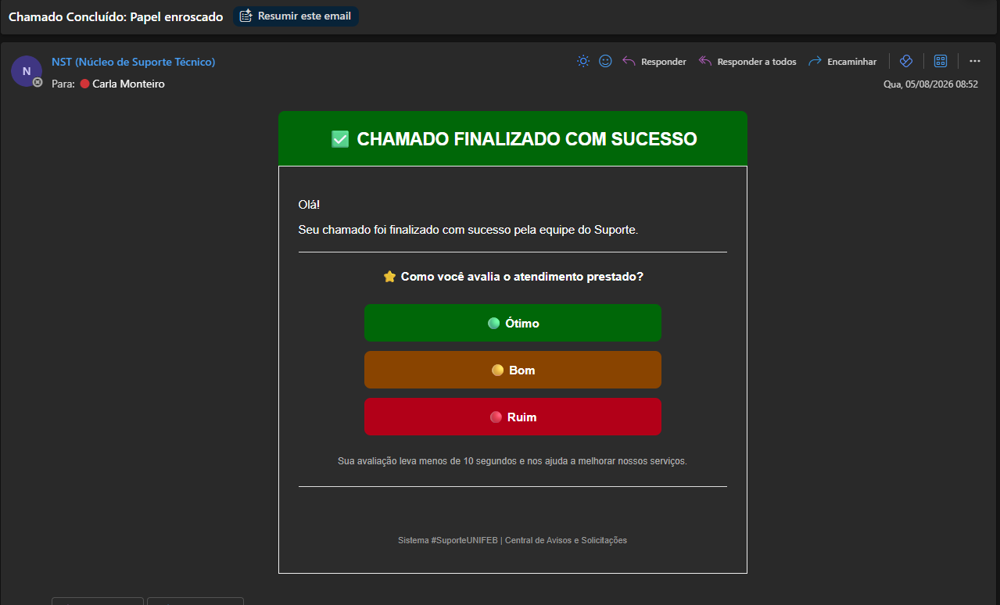 Chamado Concluído: Papel enroscado
Resumir este email
N
NST (Núcleo de Suporte Técnico)
Responder
Responder a todos
Encaminhar
Para: Carla Monteiro
Qua, 05/08/2026 08:52
CHAMADO FINALIZADO COM SUCESSO
Olá!
Seu chamado foi finalizado com sucesso pela equipe do Suporte.
Como você avalia o atendimento prestado?
Ótimo
Bom
Ruim
Sua avaliação leva menos de 10 segundos e nos ajuda a melhorar nossos serviços.
Sistema #SuporteUNIFEB | Central de Avisos e Solicitações